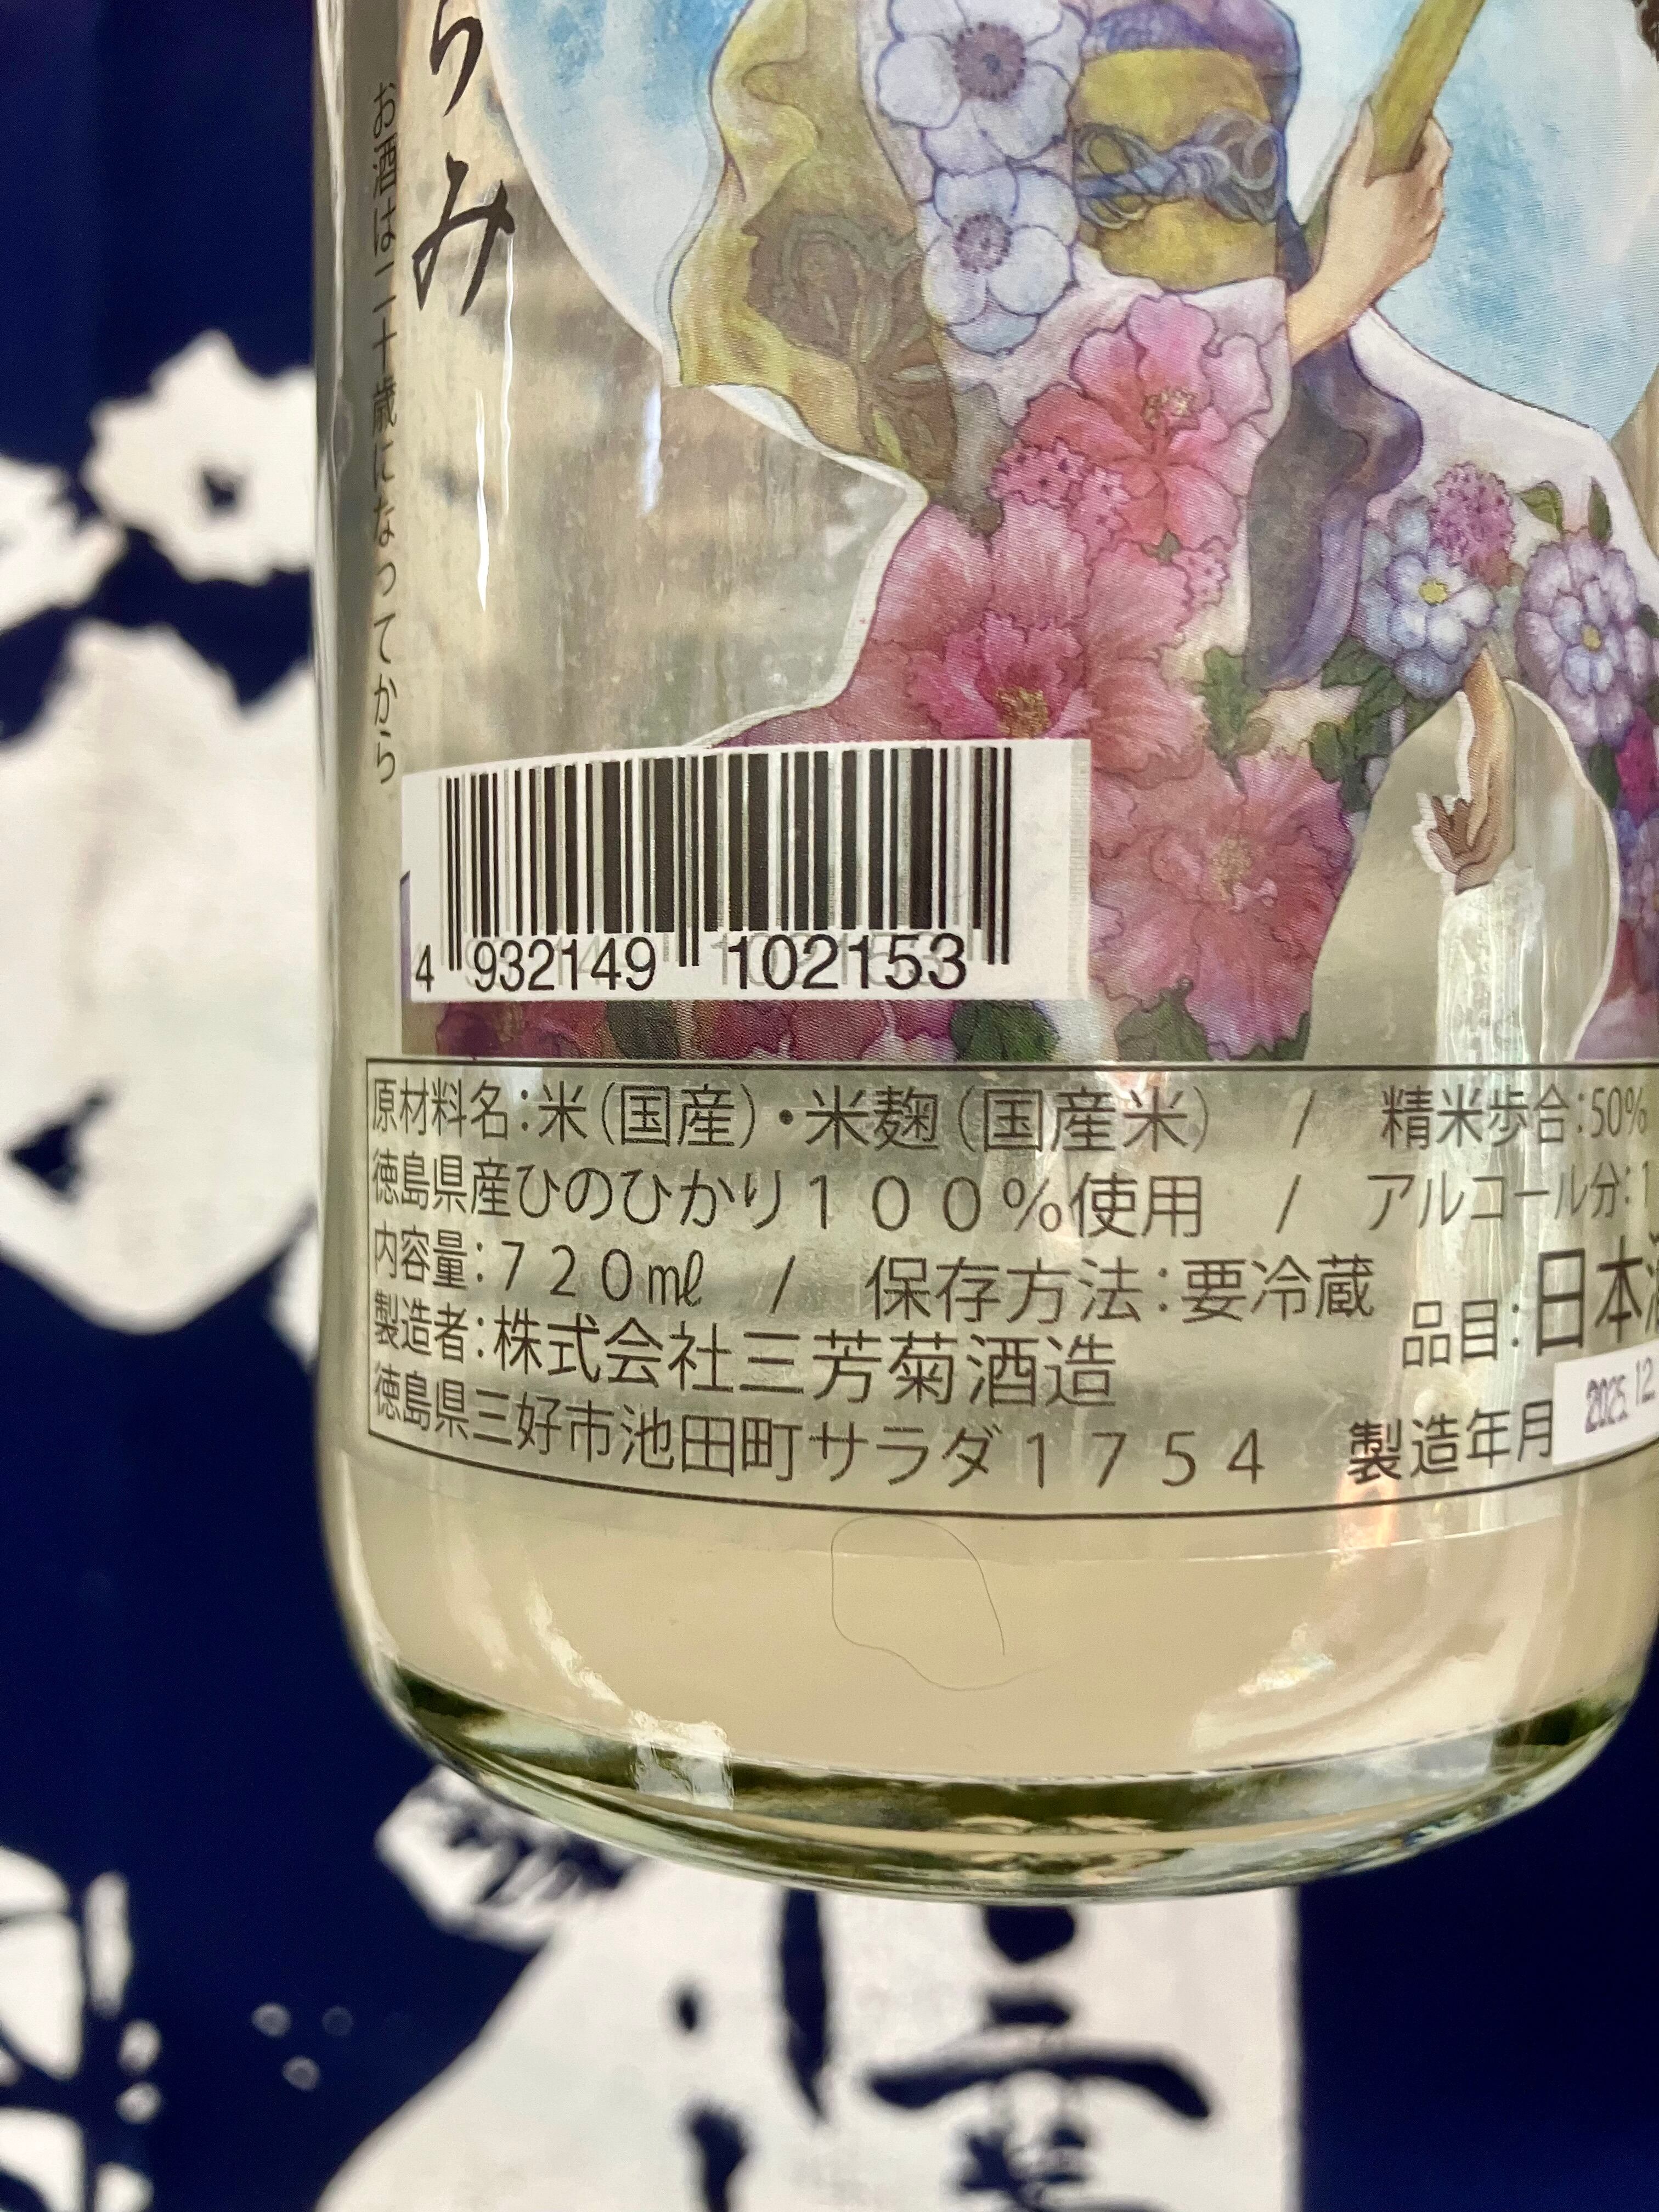 らみ
お酒は二十歳になってから
4 932149 102153
原材料名：米（国産）・米麹（国産米） / 精米歩合：50%
徳島県産ひのひかり１００％使用 / アルコール分：1
内容量：７２０㎖ / 保存方法：要冷蔵 品目：日本酒
製造者：株式会社三芳菊酒造
徳島県三好市池田町サラダ１７５４ 製造年月 2025.12